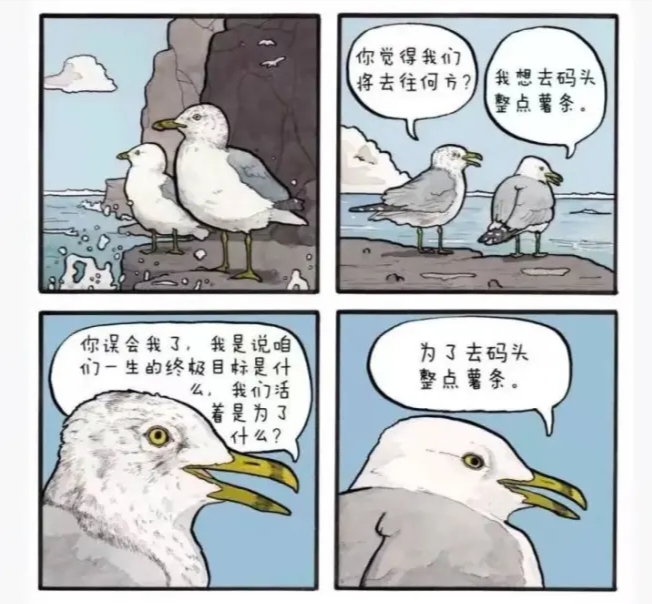 你觉得我们
将去往何方?
我想去码头
整点薯条。
你误会我了, 我是说咱
们一生的终极目标是什
么, 我们活
着是为了
什么?
为了去码头
整点薯条。